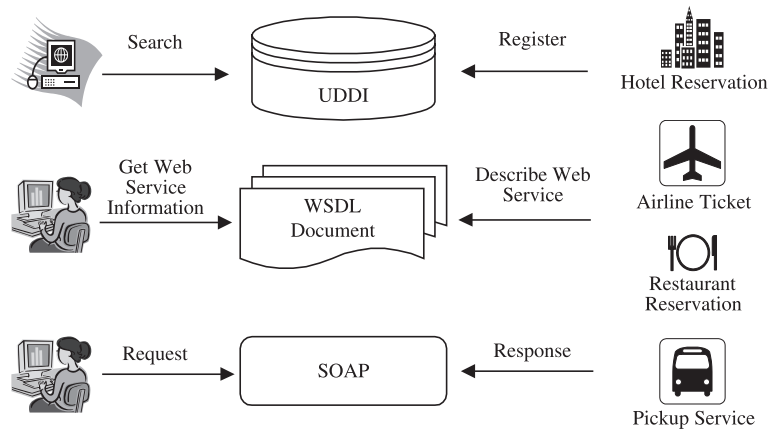 Search
Register
UDDI
Hotel Reservation
Get Web
Service
Information
WSDL
Document
Describe Web
Service
Airline Ticket
Restaurant
Reservation
Request
SOAP
Response
Pickup Service